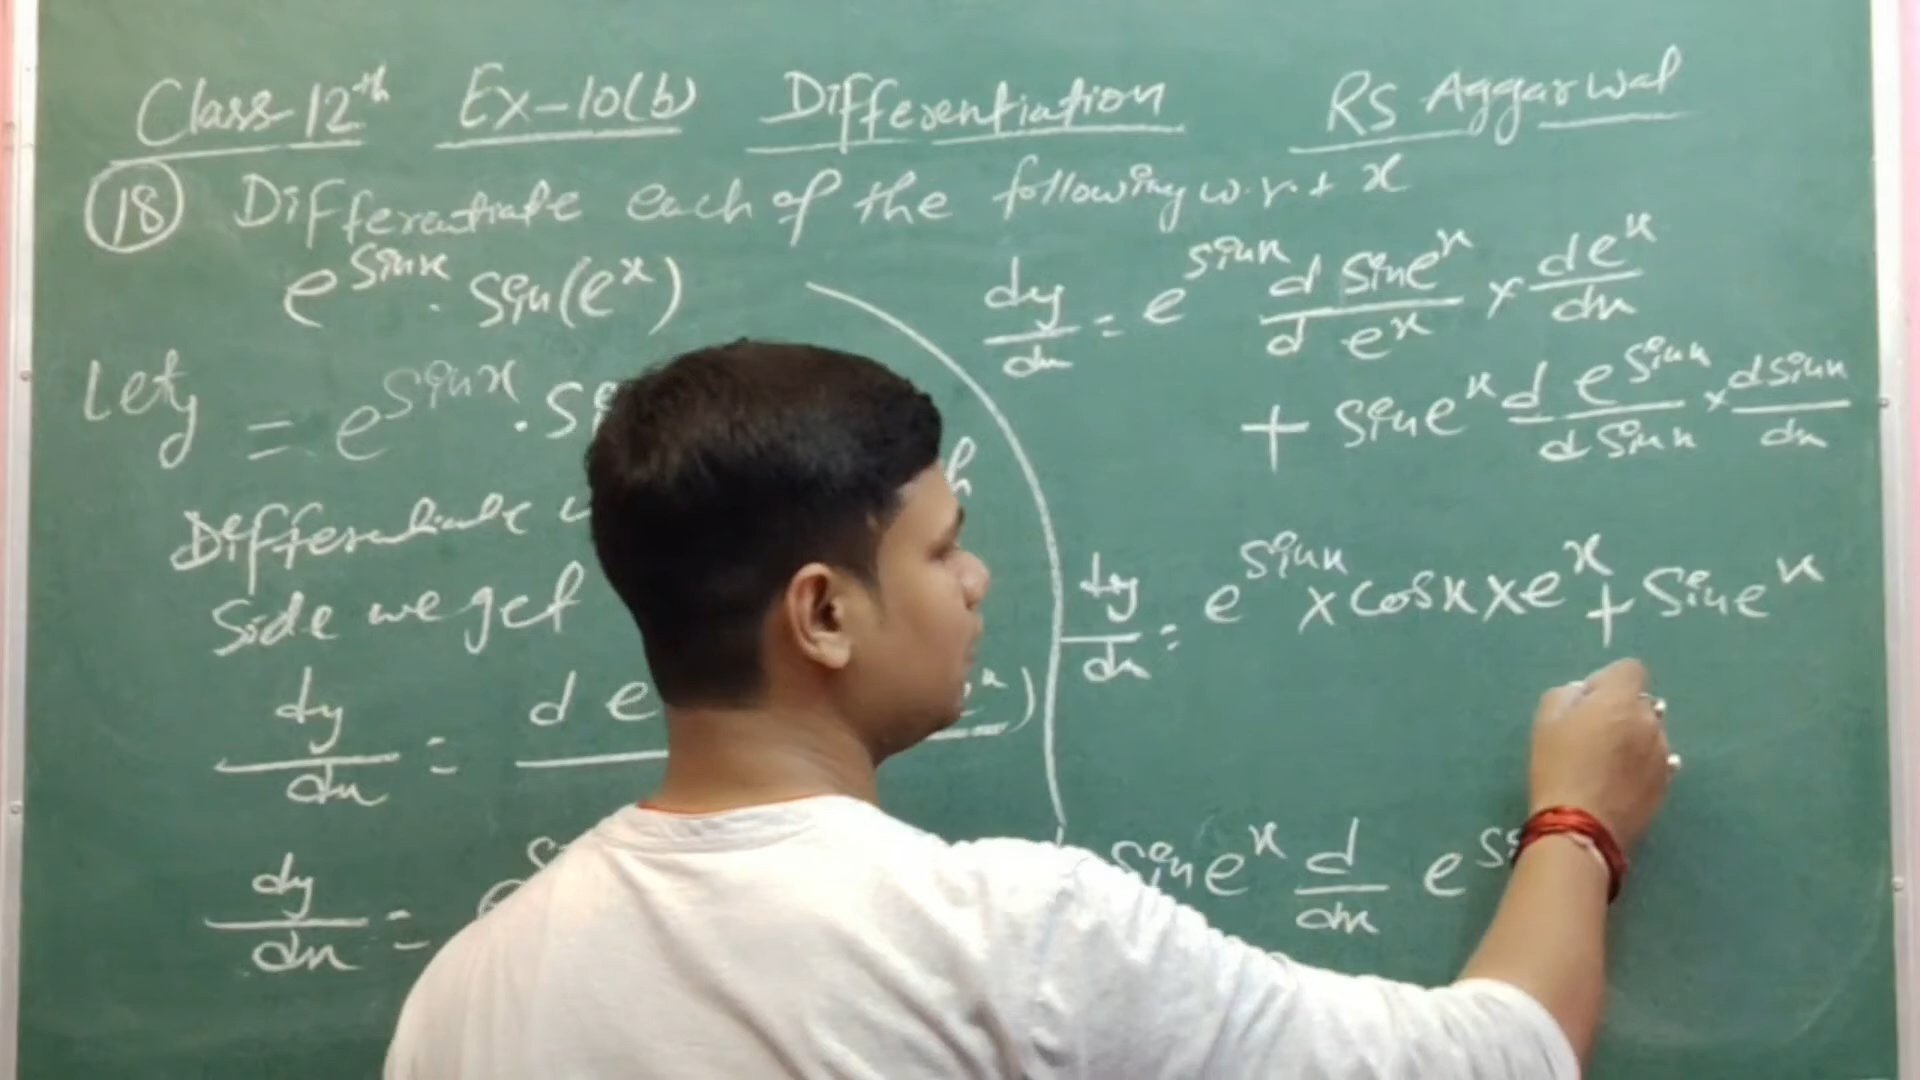 Class-12th Ex-10(b) Differentiation RS Aggarwal
(18) Differentiate each of the following w.r.t x
e^sinx . Sin(e^x)
Let y = e^sinx .
Differentiate
Side we get
dy/dx = d e
dy/dx =
dy/dx = e^sinx d Sine^x/d e^x × de^x/dx
+ Sine^x d e^sinx/d Sinx × dSinx/dx
dy/dx = e^sinx × cosx × e^x + Sine^x
Sine^x d/dx e